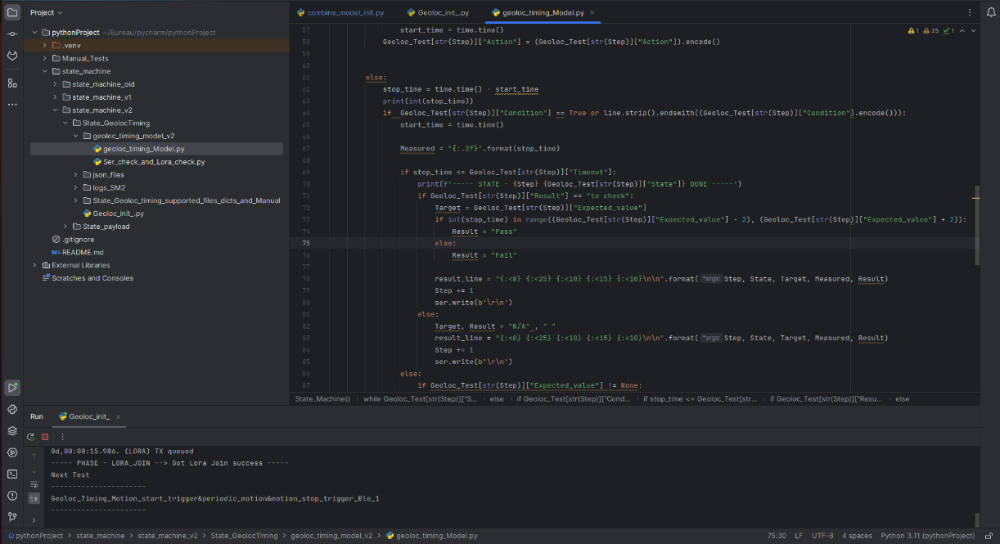 Project
combine_model_init.py
Geoloc_init_.py
geoloc_timing_Model.py
pythonProject ~/Bureau/pycharm/pythonProject
.venv
Manual_Tests
state_machine
state_machine_old
state_machine_v1
state_machine_v2
State_GeolocTiming
geoloc_timing_model_v2
geoloc_timing_Model.py
Ser_check_and_Lora_check.py
json_files
logs_SM2
State_Geoloc_timing_supported_files_dicts_and_Manual
Geoloc_init_.py
State_payload
.gitignore
M↓ README.md
External Libraries
Scratches and Consoles
1 25 1
57 start_time = time.time()
58 Geoloc_Test[str(Step)]["Action"] = (Geoloc_Test[str(Step)]["Action"]).encode()
59
60
61 else:
62 stop_time = time.time() - start_time
63 print(int(stop_time))
64 if Geoloc_Test[str(Step)]["Condition"] == True or line.strip().endswith((Geoloc_Test[str(Step)]["Condition"].encode())):
65 start_time = time.time()
66
67 Measured = "{:.2f}".format(stop_time)
68
69 if stop_time <= Geoloc_Test[str(Step)]["Timeout"]:
70 print(f'----- STATE - {Step} {Geoloc_Test[str(Step)]["State"]} DONE -----')
71 if Geoloc_Test[str(Step)]["Result"] == "to check":
72 Target = Geoloc_Test[str(Step)]["Expected_value"]
73 if int(stop_time) in range((Geoloc_Test[str(Step)]["Expected_value"] - 2), (Geoloc_Test[str(Step)]["Expected_value"] + 2)):
74 Result = "Pass"
75 else:
76 Result = "Fail"
77
78 result_line = "{:<8} {:<25} {:<10} {:<15} {:<10}\n\n".format( *args: Step, State, Target, Measured, Result)
79 Step += 1
80 ser.write(b'\r\n')
81 else:
82 Target, Result = "N/A" , " "
83 result_line = "{:<8} {:<25} {:<10} {:<15} {:<10}\n\n".format( *args: Step, State, Target, Measured, Result)
84 Step += 1
85 ser.write(b'\r\n')
86 else:
87 if Geoloc_Test[str(Step)]["Expected_value"] != None:
State_Machine() › while Geoloc_Test[str(Step)]["S... › else › if Geoloc_Test[str(Step)]["Cond... › if stop_time <= Geoloc_Test[str... › if Geoloc_Test[str(Step)]["Resu... › else
Run
Geoloc_init_
0d,00:00:15.986. (LORA) TX queued
----- PHASE - LORA_JOIN --> Got Lora Join success -----
Next Test
----------------------
Geoloc_Timing_Motion_start_trigger&periodic_motion&motion_stop_trigger_Ble_1
----------------------
pythonProject › state_machine › state_machine_v2 › State_GeolocTiming › geoloc_timing_model_v2 › geoloc_timing_Model.py
75:30 LF UTF-8 4 spaces Python 3.11 (pythonProject)